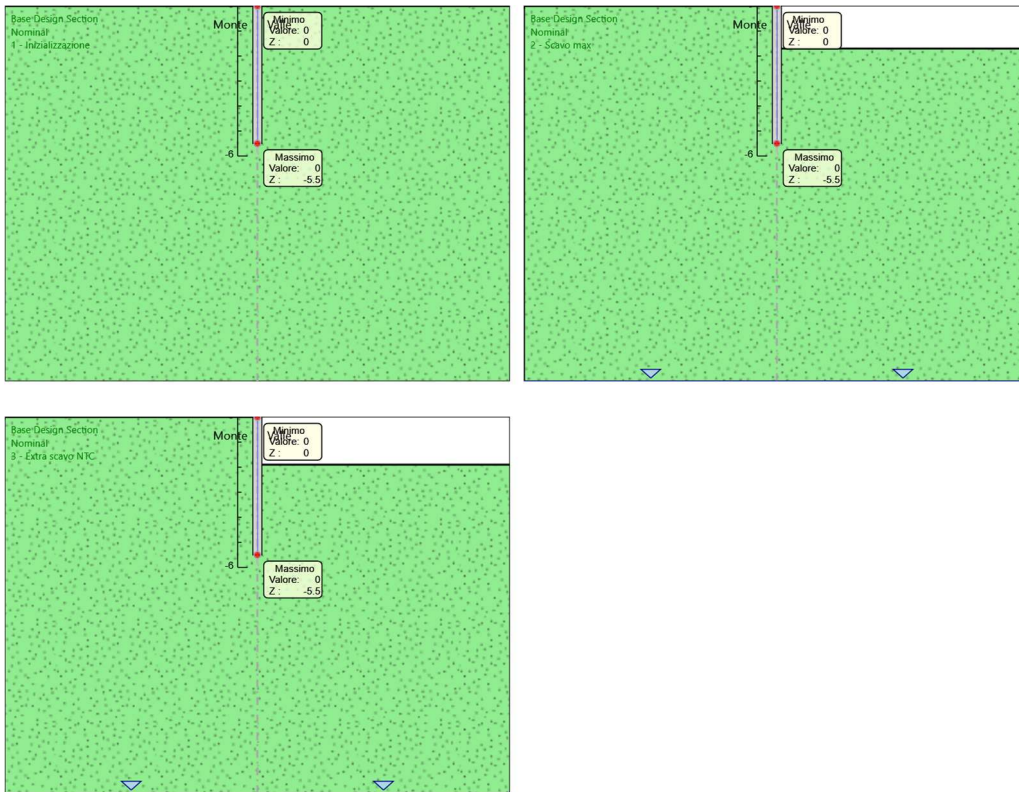 Base Design Section
Nominal
1 - Inizializzazione
Monte Valle
Minimo
Valore: 0
Z : 0
-6
Massimo
Valore: 0
Z : -5.5
Base Design Section
Nominal
2 - Scavo max
Monte Valle
Minimo
Valore: 0
Z : 0
-6
Massimo
Valore: 0
Z : -5.5
Base Design Section
Nominal
3 - Extra scavo NTC
Monte Valle
Minimo
Valore: 0
Z : 0
-6
Massimo
Valore: 0
Z : -5.5